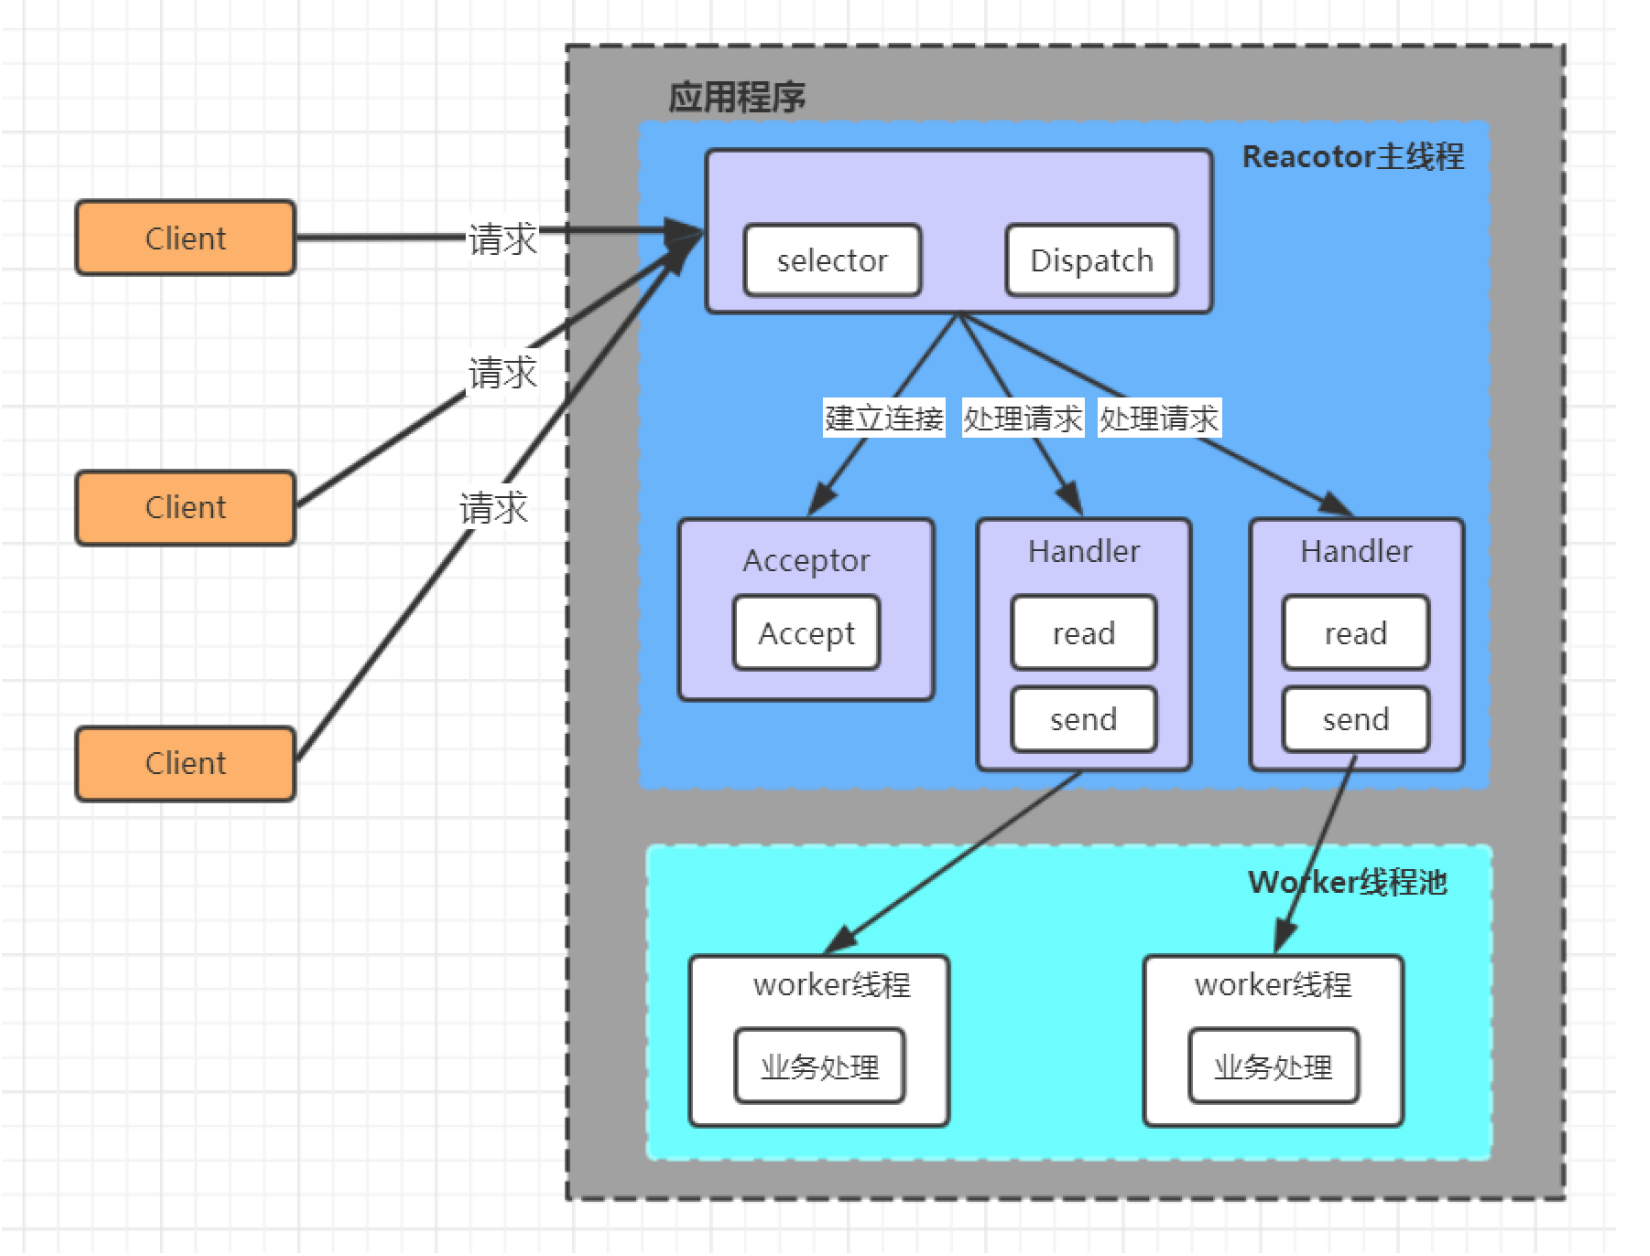 应用程序
Reacotor主线程
Client
请求
selector
Dispatch
请求
建立连接
处理请求
处理请求
Client
请求
Acceptor
Handler
Handler
Accept
read
read
send
send
Client
Worker线程池
worker线程
worker线程
业务处理
业务处理